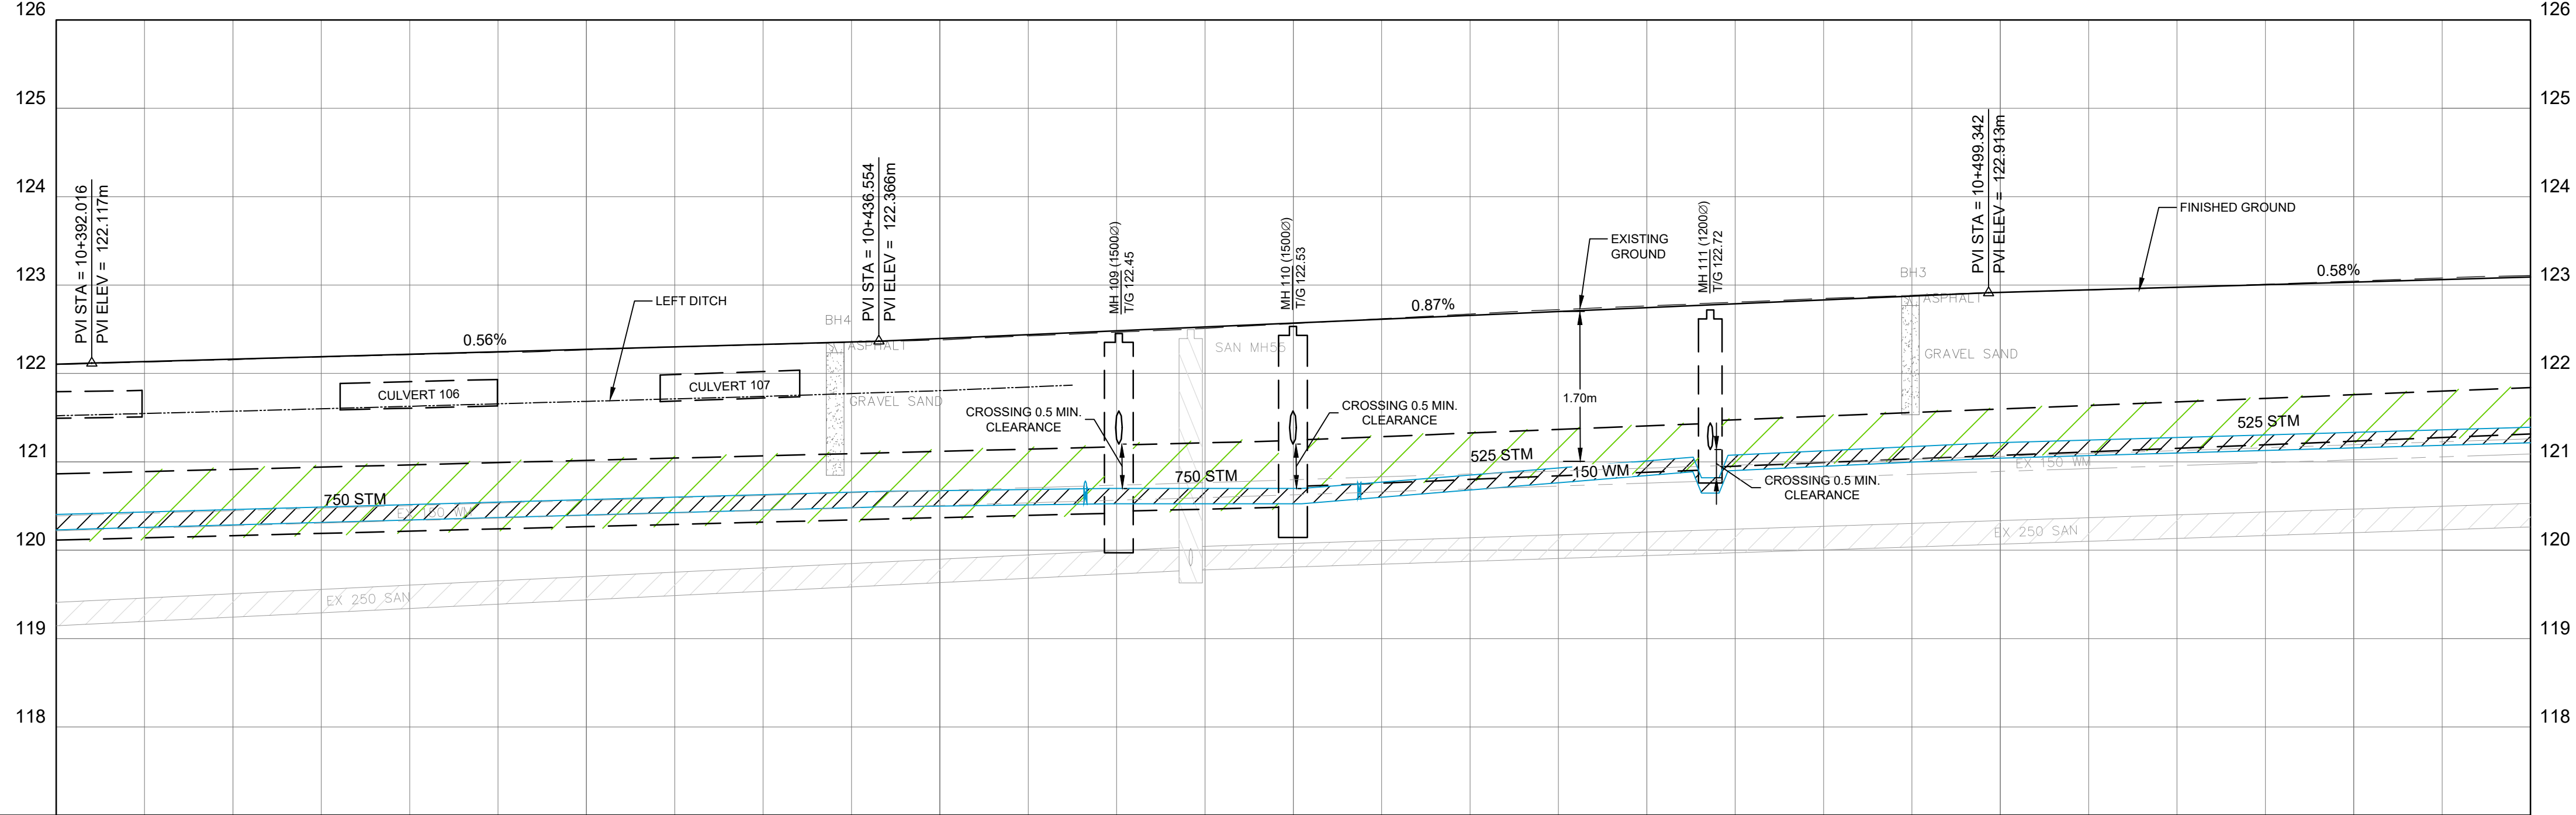 126
126
125
125
124
124
123
123
122
122
121
121
120
120
119
119
118
118
PVI STA = 10+392.016
PVI ELEV = 122.117m
0.56%
LEFT DITCH
CULVERT 106
CULVERT 107
BH4
ASPHALT
GRAVEL SAND
PVI STA = 10+436.554
PVI ELEV = 122.366m
MH 109 (1500Ø)
T/G 122.45
CROSSING 0.5 MIN.
CLEARANCE
SAN MH55
MH 110 (1500Ø)
T/G 122.53
CROSSING 0.5 MIN.
CLEARANCE
0.87%
EXISTING
GROUND
1.70m
MH 111 (1200Ø)
T/G 122.72
CROSSING 0.5 MIN.
CLEARANCE
BH3
ASPHALT
GRAVEL SAND
PVI STA = 10+499.342
PVI ELEV = 122.913m
FINISHED GROUND
0.58%
750 STM
EX 150 WM
750 STM
525 STM
150 WM
525 STM
EX 150 WM
EX 250 SAN
EX 250 SAN